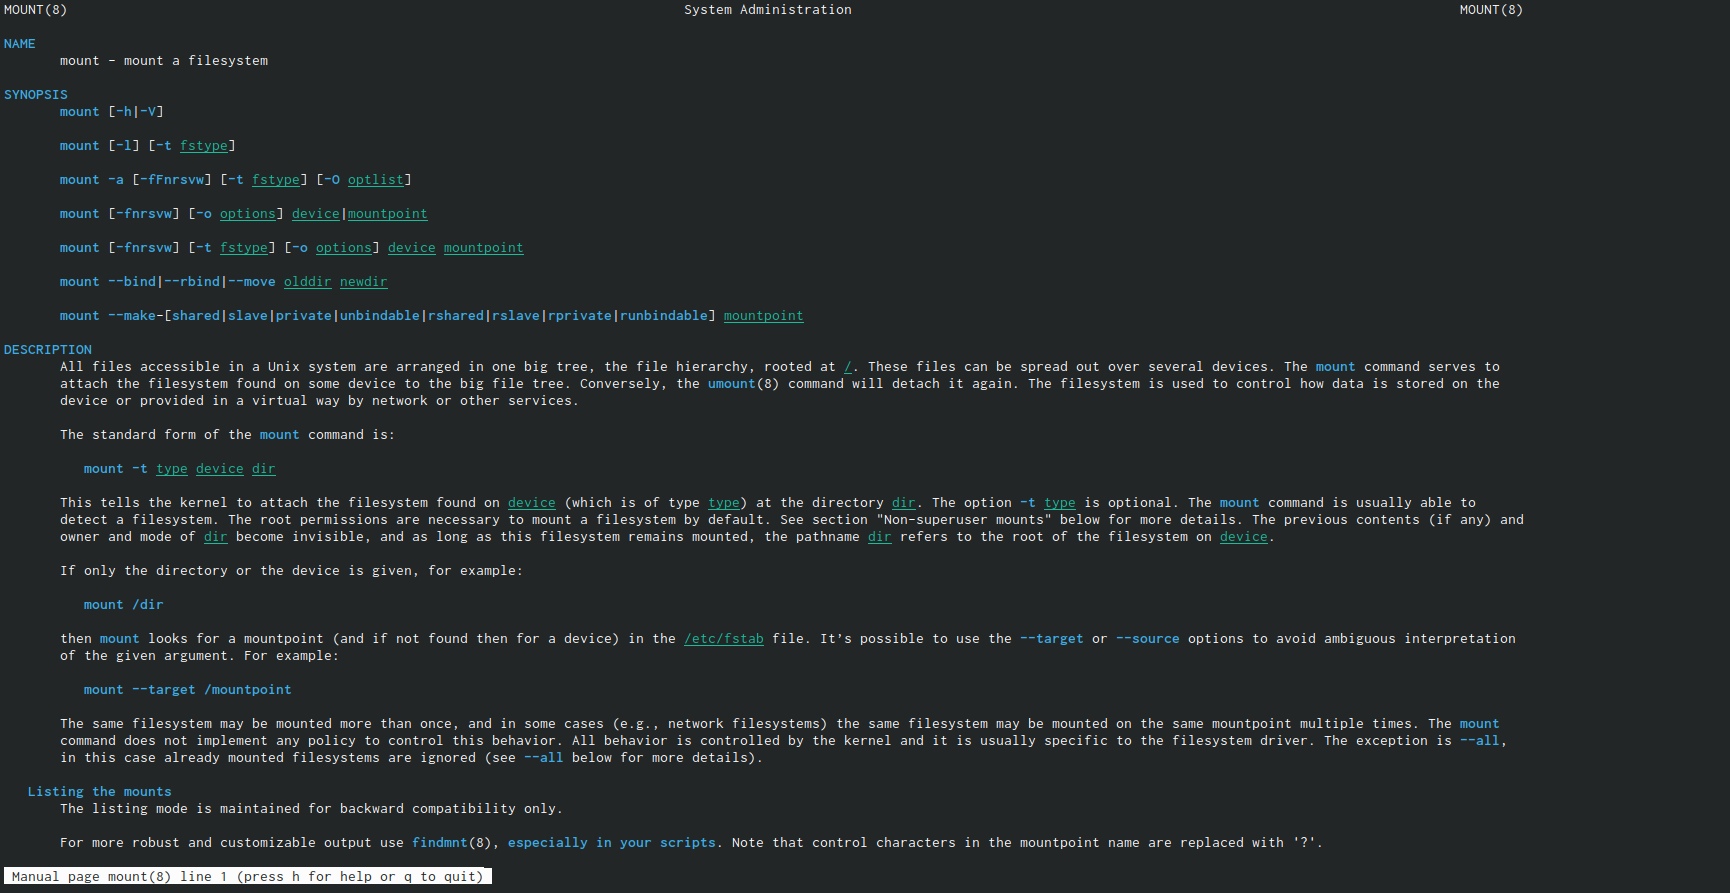 MOUNT(8) System Administration MOUNT(8)
NAME
mount - mount a filesystem
SYNOPSIS
mount [-h|-V]
mount [-l] [-t fstype]
mount -a [-fFnrsvw] [-t fstype] [-O optlist]
mount [-fnrsvw] [-o options] device|mountpoint
mount [-fnrsvw] [-t fstype] [-o options] device mountpoint
mount --bind|--rbind|--move olddir newdir
mount --make-[shared|slave|private|unbindable|rshared|rslave|rprivate|runbindable] mountpoint
DESCRIPTION
All files accessible in a Unix system are arranged in one big tree, the file hierarchy, rooted at /. These files can be spread out over several devices. The mount command serves to
attach the filesystem found on some device to the big file tree. Conversely, the umount(8) command will detach it again. The filesystem is used to control how data is stored on the
device or provided in a virtual way by network or other services.
The standard form of the mount command is:
mount -t type device dir
This tells the kernel to attach the filesystem found on device (which is of type type) at the directory dir. The option -t type is optional. The mount command is usually able to
detect a filesystem. The root permissions are necessary to mount a filesystem by default. See section "Non-superuser mounts" below for more details. The previous contents (if any) and
owner and mode of dir become invisible, and as long as this filesystem remains mounted, the pathname dir refers to the root of the filesystem on device.
If only the directory or the device is given, for example:
mount /dir
then mount looks for a mountpoint (and if not found then for a device) in the /etc/fstab file. It’s possible to use the --target or --source options to avoid ambiguous interpretation
of the given argument. For example:
mount --target /mountpoint
The same filesystem may be mounted more than once, and in some cases (e.g., network filesystems) the same filesystem may be mounted on the same mountpoint multiple times. The mount
command does not implement any policy to control this behavior. All behavior is controlled by the kernel and it is usually specific to the filesystem driver. The exception is --all,
in this case already mounted filesystems are ignored (see --all below for more details).
Listing the mounts
The listing mode is maintained for backward compatibility only.
For more robust and customizable output use findmnt(8), especially in your scripts. Note that control characters in the mountpoint name are replaced with '?'.
Manual page mount(8) line 1 (press h for help or q to quit)